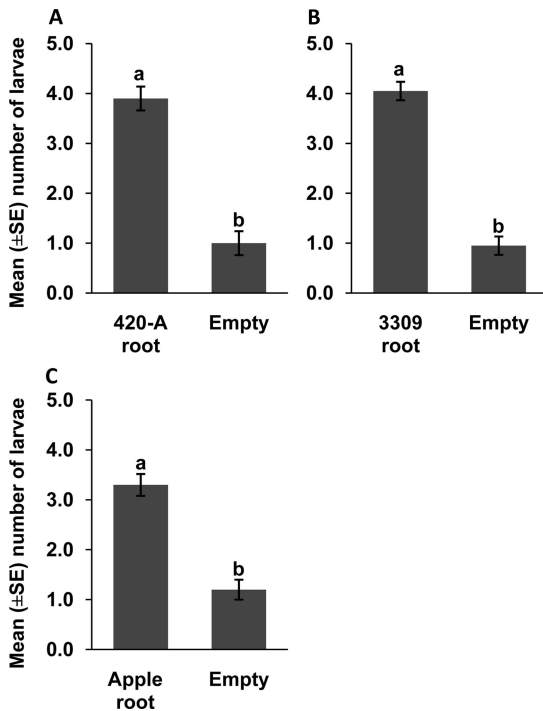 A
Mean (±SE) number of larvae
5.0
4.0
3.0
2.0
1.0
0.0
a
b
420-A root
Empty
B
5.0
4.0
3.0
2.0
1.0
0.0
a
b
3309 root
Empty
C
Mean (±SE) number of larvae
5.0
4.0
3.0
2.0
1.0
0.0
a
b
Apple root
Empty